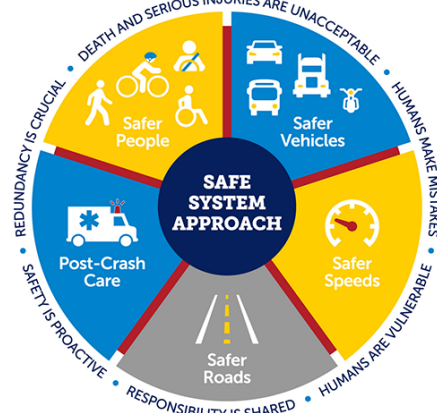 DEATH AND SERIOUS INJURIES ARE UNACCEPTABLE
HUMANS MAKE MISTAKES
HUMANS ARE VULNERABLE
RESPONSIBILITY IS SHARED
SAFETY IS PROACTIVE
REDUNDANCY IS CRUCIAL
Safer
People
Safer
Vehicles
SAFE
SYSTEM
APPROACH
Post-Crash
Care
Safer
Speeds
Safer
Roads